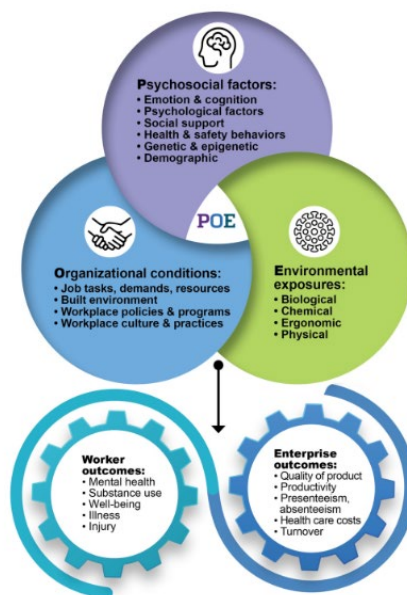 Psychosocial factors:
• Emotion & cognition
• Psychological factors
• Social support
• Health & safety behaviors
• Genetic & epigenetic
• Demographic
POE
Organizational conditions:
• Job tasks, demands, resources
• Built environment
• Workplace policies & programs
• Workplace culture & practices
Environmental
exposures:
• Biological
• Chemical
• Ergonomic
• Physical
Worker
outcomes:
• Mental health
• Substance use
• Well-being
• Illness
• Injury
Enterprise
outcomes:
• Quality of product
• Productivity
• Presenteeism,
absenteeism
• Health care costs
• Turnover